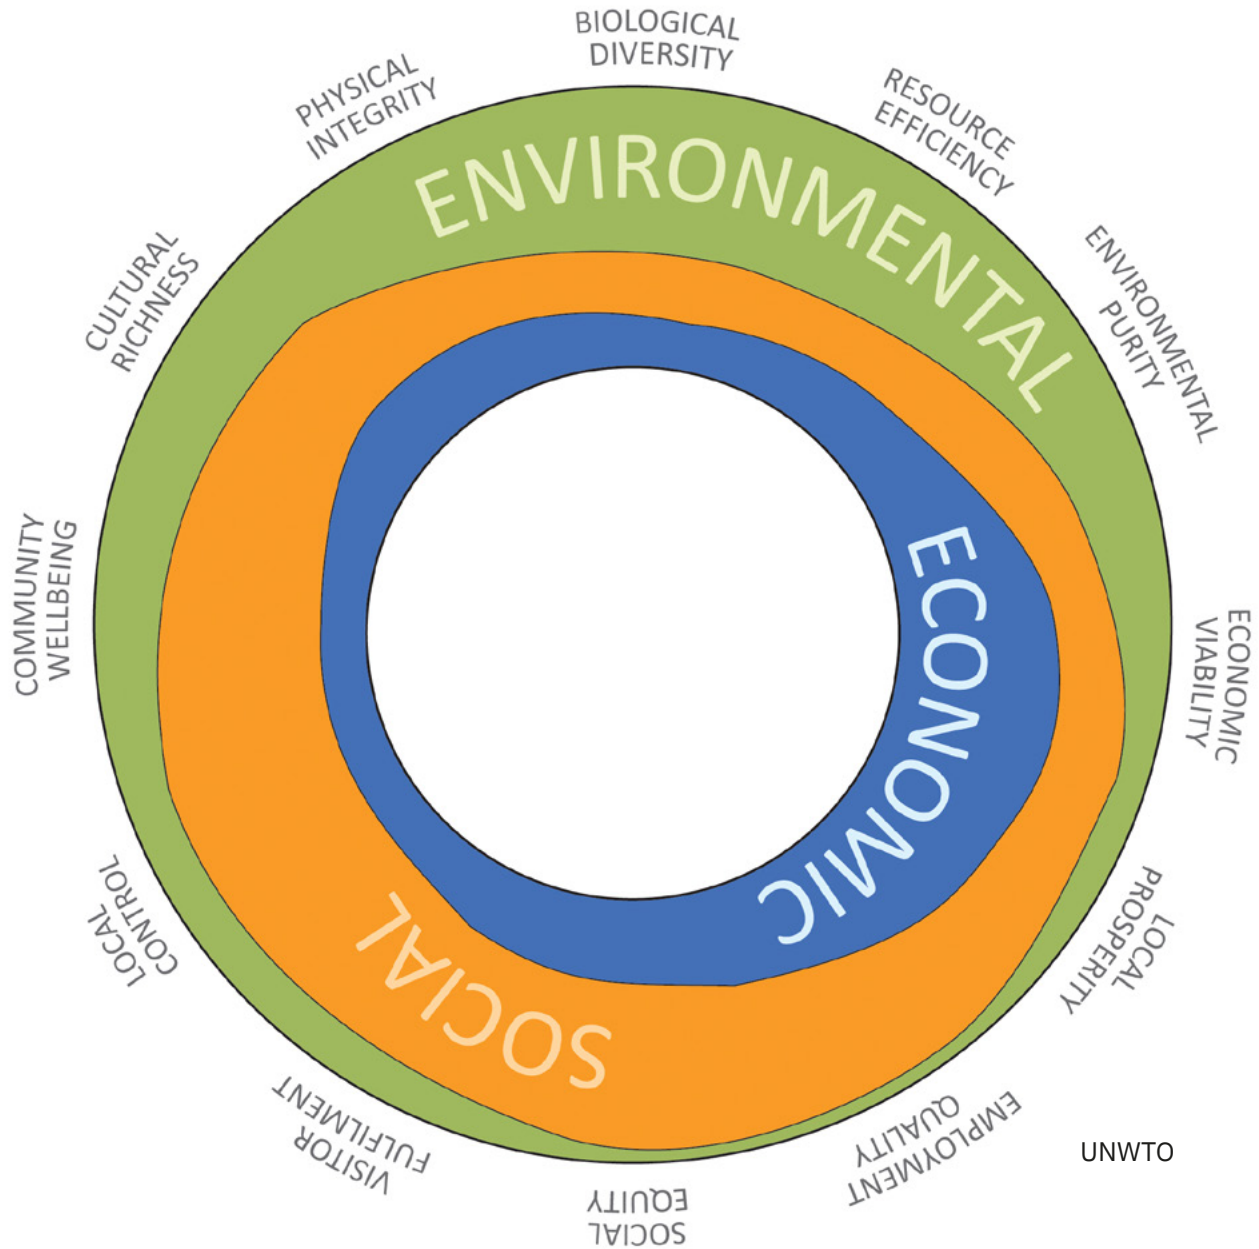 BIOLOGICAL
DIVERSITY
RESOURCE
EFFICIENCY
ENVIRONMENTAL
PURITY
ECONOMIC
VIABILITY
LOCAL
PROSPERITY
EMPLOYMENT
QUALITY
SOCIAL
EQUITY
VISITOR
FULFILMENT
LOCAL
CONTROL
COMMUNITY
WELLBEING
CULTURAL
RICHNESS
PHYSICAL
INTEGRITY
ENVIRONMENTAL
ECONOMIC
SOCIAL
UNWTO